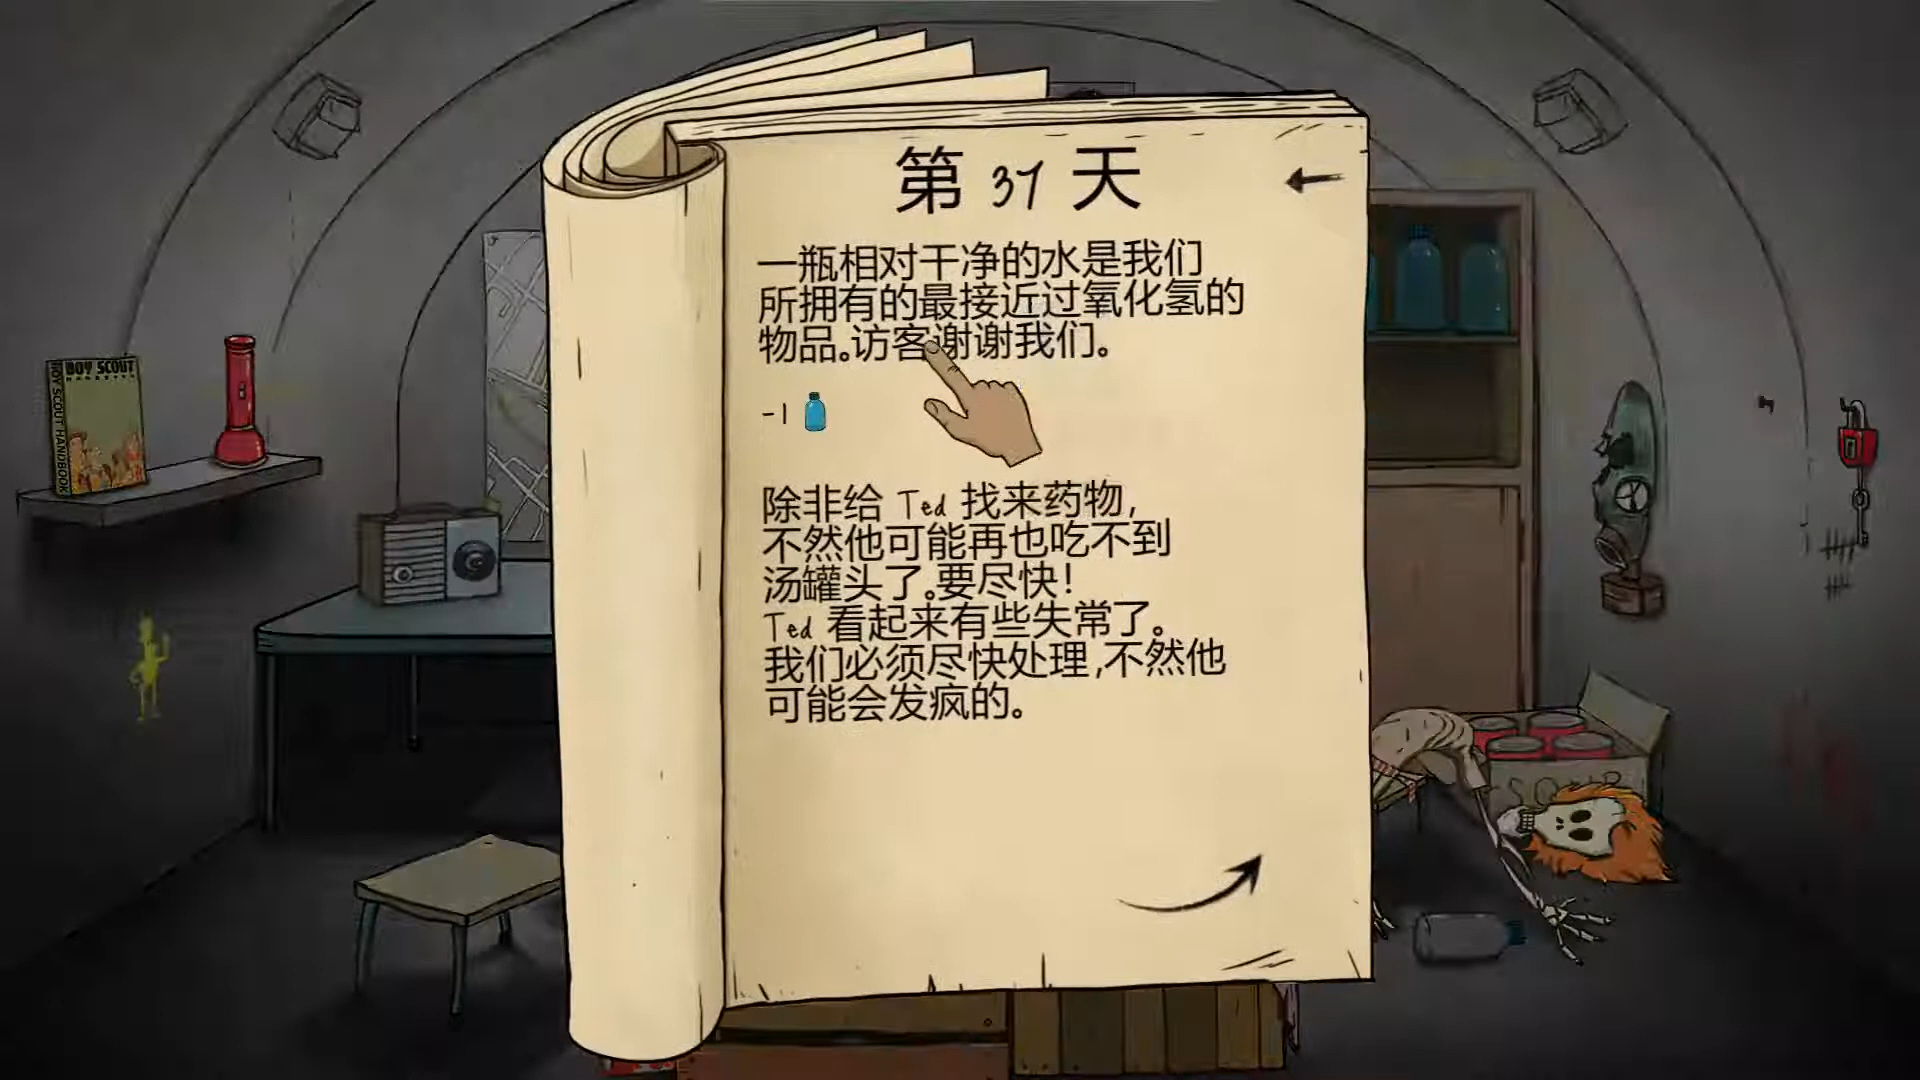 第 37 天
一瓶相对干净的水是我们
所拥有的最接近过氧化氢的
物品。访客谢谢我们。
-1
除非给 Ted 找来药物，
不然他可能再也吃不到
汤罐头了。要尽快！
Ted 看起来有些失常了。
我们必须尽快处理，不然他
可能会发疯的。
BOY SCOUT
BOY SCOUT HANDBOOK